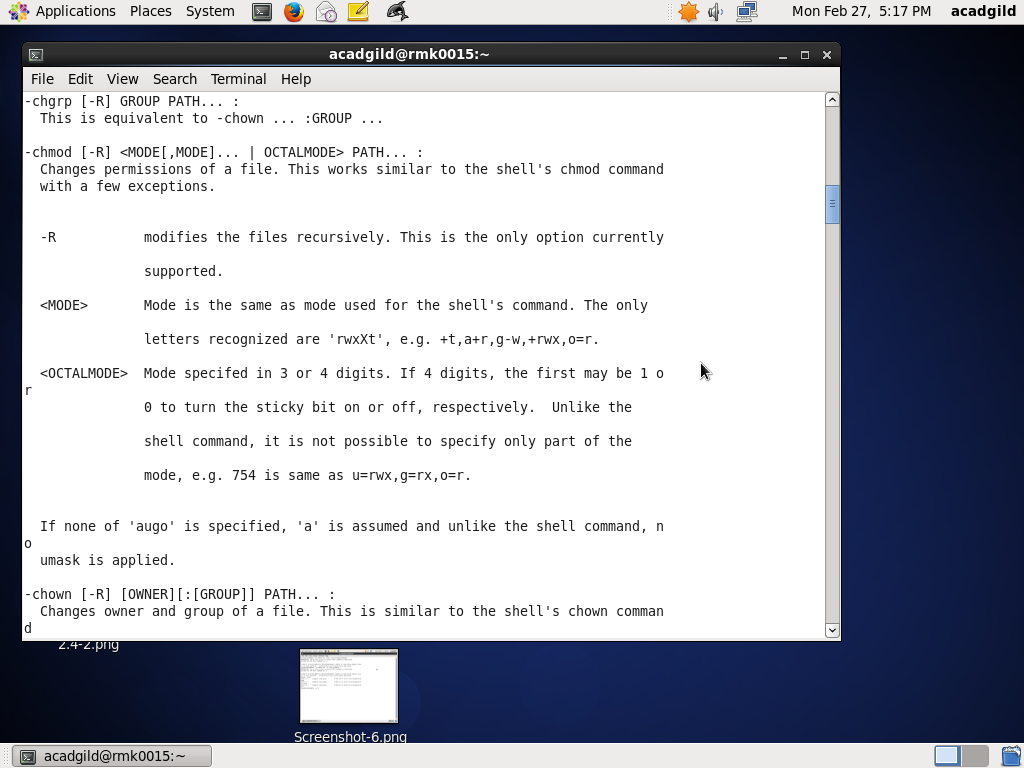 Applications Places System Mon Feb 27, 5:17 PM acadgild
acadgild@rmk0015:~
File Edit View Search Terminal Help
-chgrp [-R] GROUP PATH... :
This is equivalent to -chown ... :GROUP ...
-chmod [-R] <MODE[,MODE]... | OCTALMODE> PATH... :
Changes permissions of a file. This works similar to the shell's chmod command
with a few exceptions.
-R modifies the files recursively. This is the only option currently
supported.
<MODE> Mode is the same as mode used for the shell's command. The only
letters recognized are 'rwxXt', e.g. +t,a+r,g-w,+rwx,o=r.
<OCTALMODE> Mode specifed in 3 or 4 digits. If 4 digits, the first may be 1 o
r
0 to turn the sticky bit on or off, respectively. Unlike the
shell command, it is not possible to specify only part of the
mode, e.g. 754 is same as u=rwx,g=rx,o=r.
If none of 'augo' is specified, 'a' is assumed and unlike the shell command, n
o
umask is applied.
-chown [-R] [OWNER][:[GROUP]] PATH... :
Changes owner and group of a file. This is similar to the shell's chown comman
d
2.4-2.png
Screenshot-6.png
acadgild@rmk0015:~